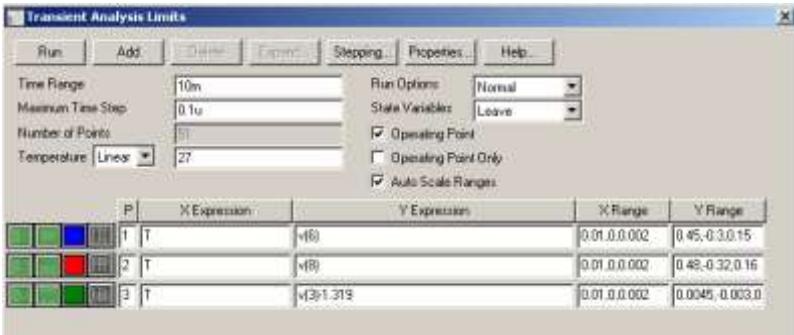 Transient Analysis Limits
Run Add Delete Expand... Stepping... Properties... Help...
Time Range 10m Run Options Normal
Maximum Time Step 0.1u State Variables Leave
Number of Points 51 Operating Point
Temperature Linear 27 Operating Point Only
Auto Scale Ranges
P X Expression Y Expression X Range Y Range
1 T v(6) 0.01,0,0.002 0.45,-0.3,0.15
2 T v(8) 0.01,0,0.002 0.48,-0.32,0.16
3 T v(3)-1.319 0.01,0,0.002 0.0045,-0.003,0